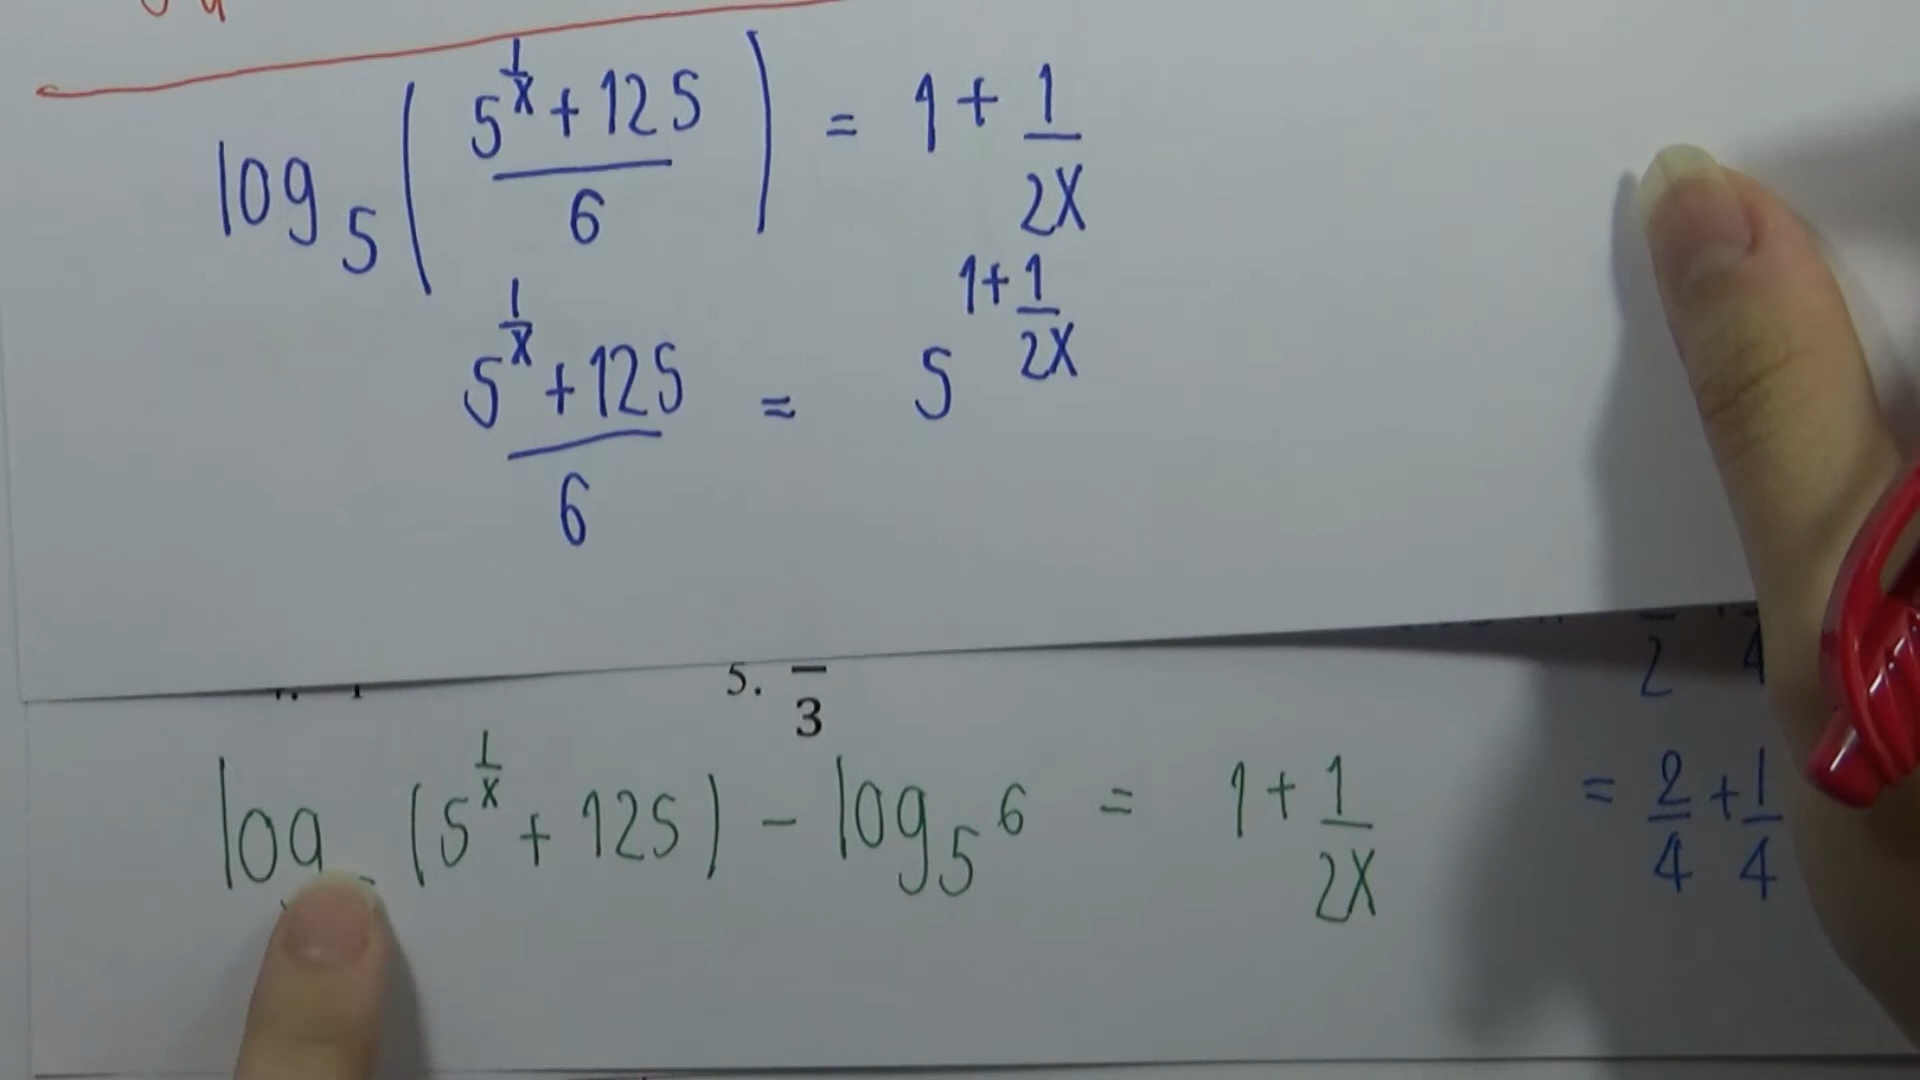 log₅ ( (5^(1/x) + 125) / 6 ) = 1 + 1/2x
(5^(1/x) + 125) / 6 = 5^(1 + 1/2x)
5. 3
log (5^(1/x) + 125) - log₅ 6 = 1 + 1/2x = 2/4 + 1/4